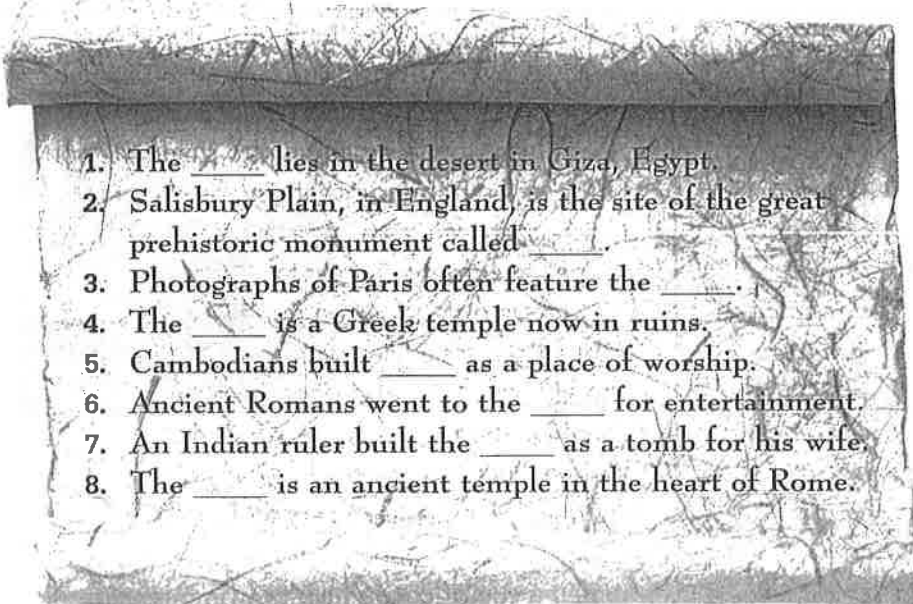 1. The _____ lies in the desert in Giza, Egypt.
2. Salisbury Plain, in England, is the site of the great
prehistoric monument called _____.
3. Photographs of Paris often feature the _____.
4. The _____ is a Greek temple now in ruins.
5. Cambodians built _____ as a place of worship.
6. Ancient Romans went to the _____ for entertainment.
7. An Indian ruler built the _____ as a tomb for his wife.
8. The _____ is an ancient temple in the heart of Rome.